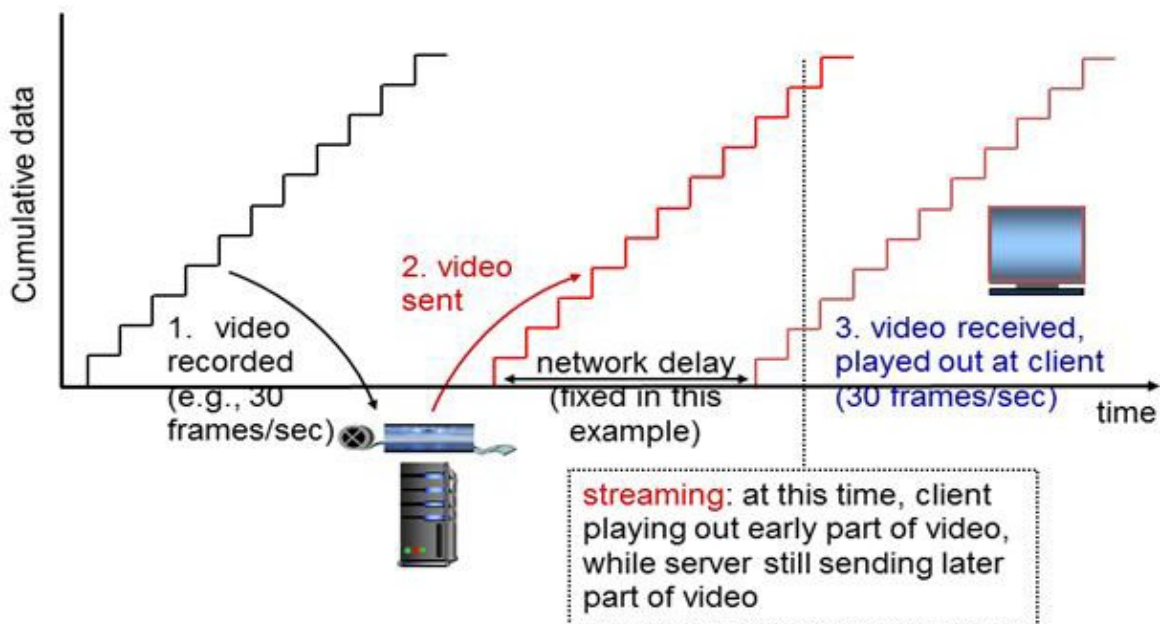 Cumulative data
1. video
recorded
(e.g., 30
frames/sec)
2. video
sent
network delay
(fixed in this
example)
3. video received,
played out at client
(30 frames/sec)
time
streaming: at this time, client
playing out early part of video,
while server still sending later
part of video